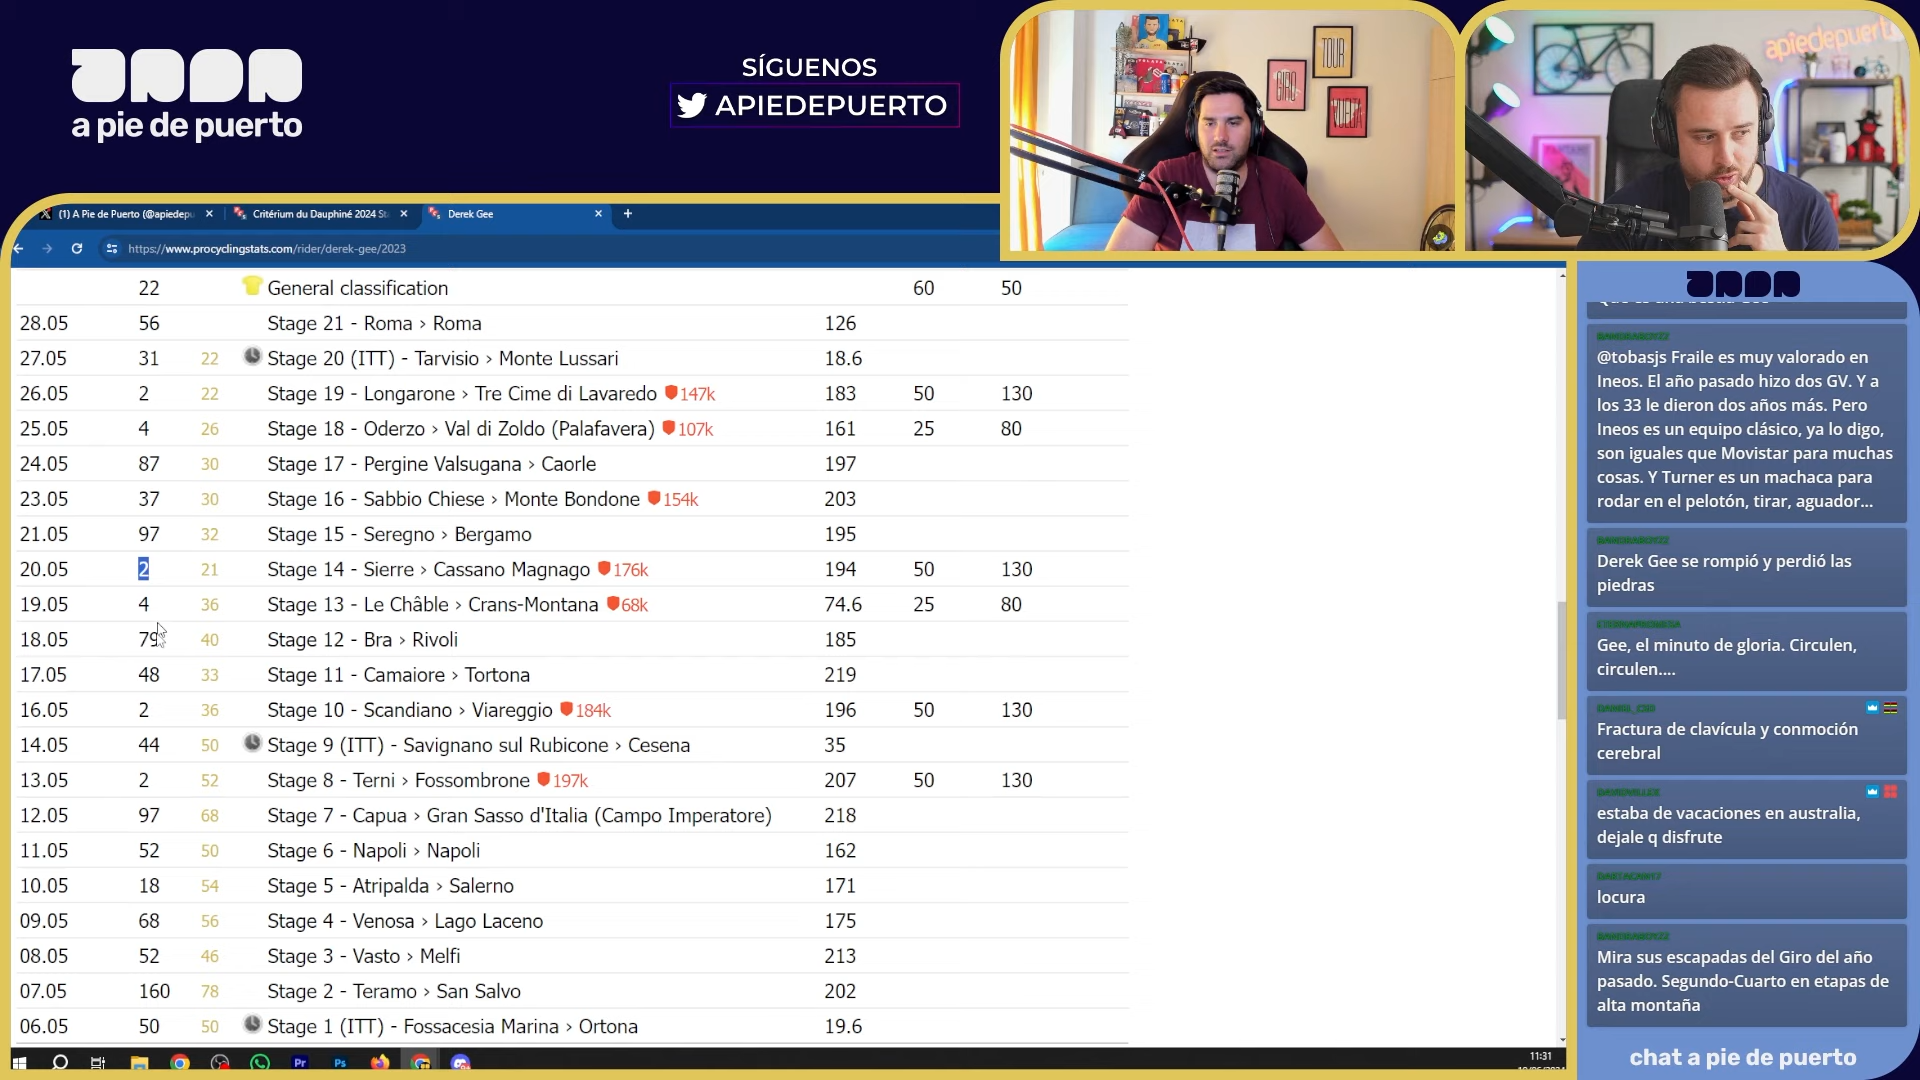 a pie de puerto
SÍGUENOS
APIEDEPUERTO
TOUR
GIRO
apiedepuert
(1) A Pie de Puerto (@apiedepu
Critérium du Dauphiné 2024 St
Derek Gee
https://www.procyclingstats.com/rider/derek-gee/2023
22 General classification 60 50
28.05 56 Stage 21 - Roma › Roma 126
27.05 31 22 Stage 20 (ITT) - Tarvisio › Monte Lussari 18.6
26.05 2 22 Stage 19 - Longarone › Tre Cime di Lavaredo 147k 183 50 130
25.05 4 26 Stage 18 - Oderzo › Val di Zoldo (Palafavera) 107k 161 25 80
24.05 87 30 Stage 17 - Pergine Valsugana › Caorle 197
23.05 37 30 Stage 16 - Sabbio Chiese › Monte Bondone 154k 203
21.05 97 32 Stage 15 - Seregno › Bergamo 195
20.05 2 21 Stage 14 - Sierre › Cassano Magnago 176k 194 50 130
19.05 4 36 Stage 13 - Le Châble › Crans-Montana 68k 74.6 25 80
18.05 79 40 Stage 12 - Bra › Rivoli 185
17.05 48 33 Stage 11 - Camaiore › Tortona 219
16.05 2 36 Stage 10 - Scandiano › Viareggio 184k 196 50 130
14.05 44 50 Stage 9 (ITT) - Savignano sul Rubicone › Cesena 35
13.05 2 52 Stage 8 - Terni › Fossombrone 197k 207 50 130
12.05 97 68 Stage 7 - Capua › Gran Sasso d'Italia (Campo Imperatore) 218
11.05 52 50 Stage 6 - Napoli › Napoli 162
10.05 18 54 Stage 5 - Atripalda › Salerno 171
09.05 68 56 Stage 4 - Venosa › Lago Laceno 175
08.05 52 46 Stage 3 - Vasto › Melfi 213
07.05 160 78 Stage 2 - Teramo › San Salvo 202
06.05 50 50 Stage 1 (ITT) - Fossacesia Marina › Ortona 19.6
Pr
Ps
11:31
@tobasjs Fraile es muy valorado en
Ineos. El año pasado hizo dos GV. Y a
los 33 le dieron dos años más. Pero
Ineos es un equipo clásico, ya lo digo,
son iguales que Movistar para muchas
cosas. Y Turner es un machaca para
rodar en el pelotón, tirar, aguador...
Derek Gee se rompió y perdió las
piedras
Gee, el minuto de gloria. Circulen,
circulen....
Fractura de clavícula y conmoción
cerebral
estaba de vacaciones en australia,
dejale q disfrute
locura
Mira sus escapadas del Giro del año
pasado. Segundo-Cuarto en etapas de
alta montaña
chat a pie de puerto